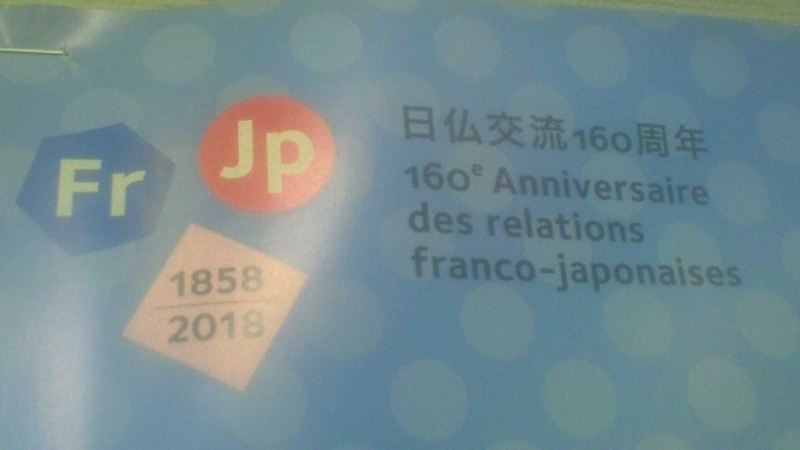 Fr
Jp
1858
2018
日仏交流160周年
160e Anniversaire
des relations
franco-japonaises